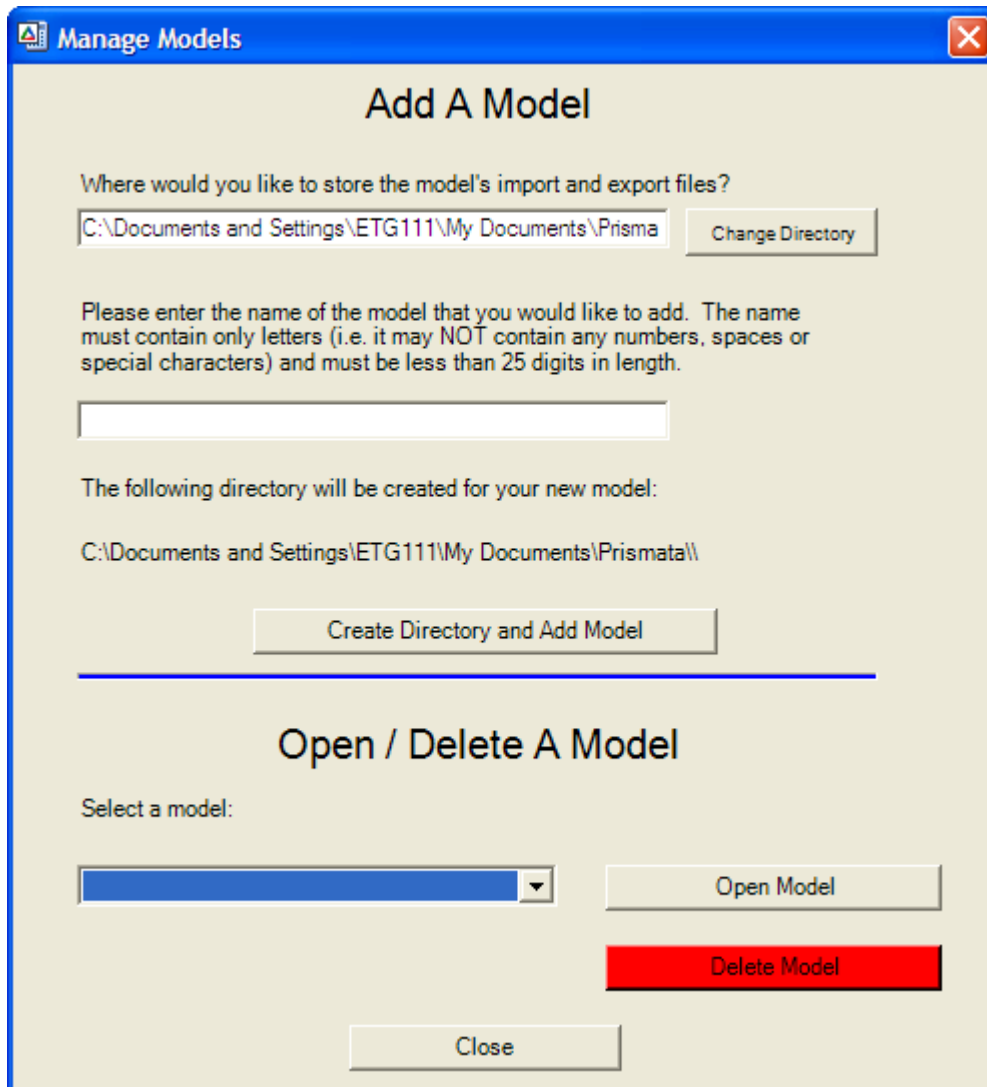 Manage Models
Add A Model
Where would you like to store the model's import and export files?
C:\Documents and Settings\ETG111\My Documents\Prisma
Change Directory
Please enter the name of the model that you would like to add.  The name
must contain only letters (i.e. it may NOT contain any numbers, spaces or
special characters) and must be less than 25 digits in length.
The following directory will be created for your new model:
C:\Documents and Settings\ETG111\My Documents\Prismata\\
Create Directory and Add Model
Open / Delete A Model
Select a model:
Open Model
Delete Model
Close